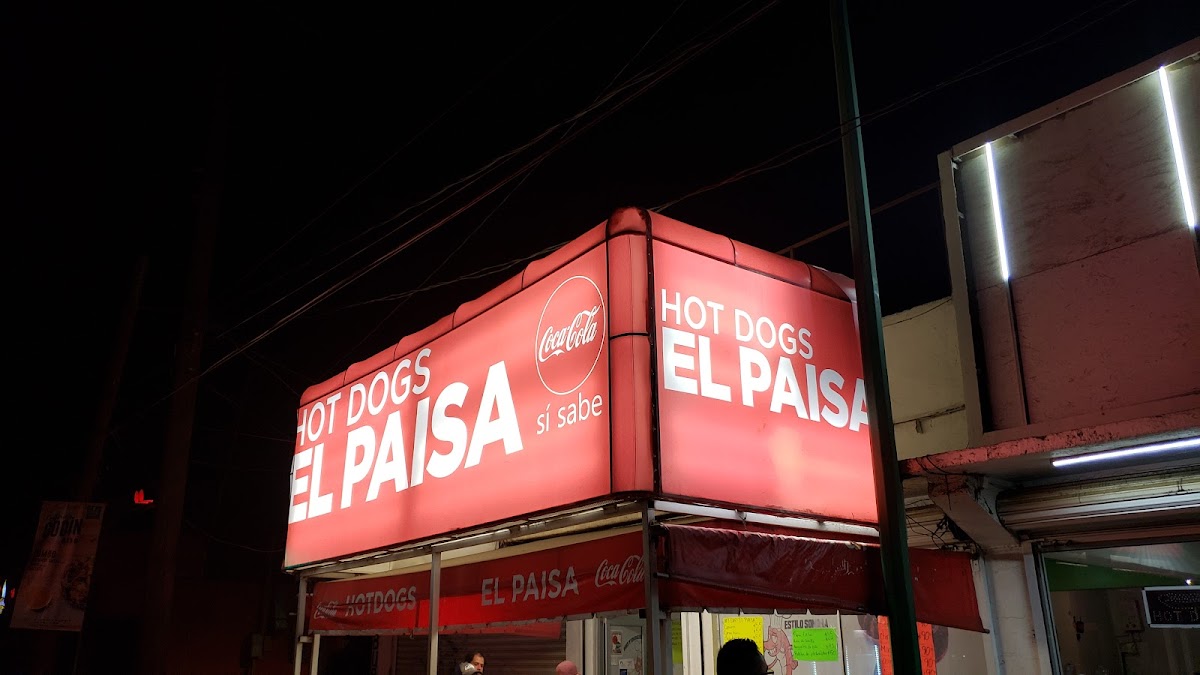 HOT DOGS
EL PAISA
Coca-Cola
sí sabe
HOT DOGS
EL PAISA
HOTDOGS
EL PAISA
Coca-Cola
ESTILO SONORA
HOT D